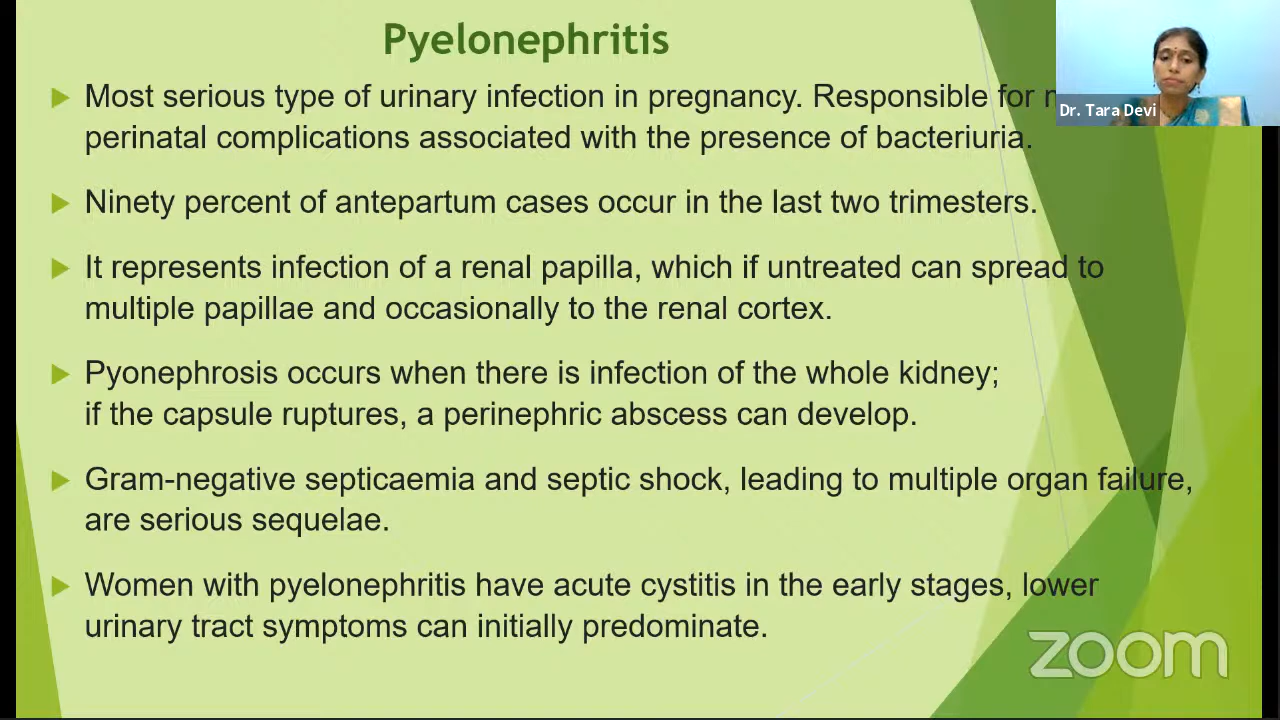 Pyelonephritis
Most serious type of urinary infection in pregnancy. Responsible for
perinatal complications associated with the presence of bacteriuria.
Ninety percent of antepartum cases occur in the last two trimesters.
It represents infection of a renal papilla, which if untreated can spread to
multiple papillae and occasionally to the renal cortex.
Pyonephrosis occurs when there is infection of the whole kidney;
if the capsule ruptures, a perinephric abscess can develop.
Gram-negative septicaemia and septic shock, leading to multiple organ failure,
are serious sequelae.
Women with pyelonephritis have acute cystitis in the early stages, lower
urinary tract symptoms can initially predominate.
Dr. Tara Devi
zoom